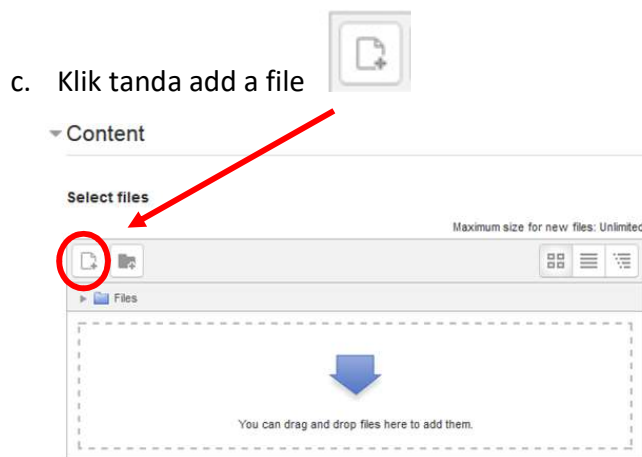 c. Klik tanda add a file
Content
Select files
Maximum size for new files: Unlimited
Files
You can drag and drop files here to add them.